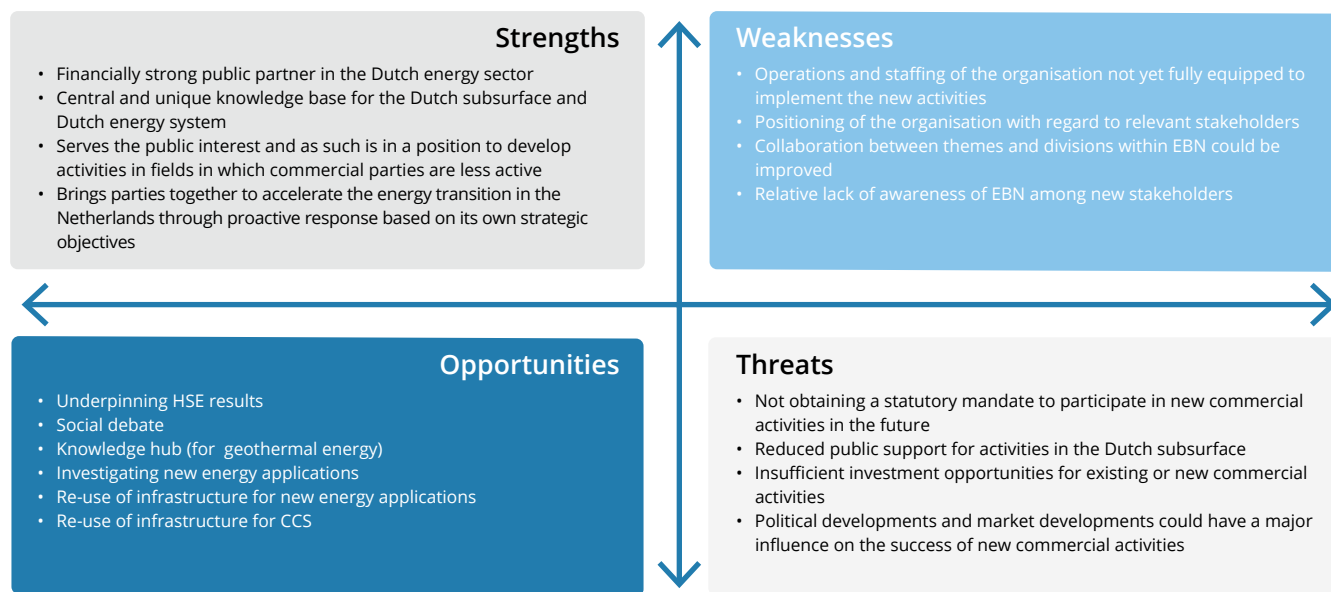 Strengths
• Financially strong public partner in the Dutch energy sector
• Central and unique knowledge base for the Dutch subsurface and
Dutch energy system
• Serves the public interest and as such is in a position to develop
activities in fields in which commercial parties are less active
• Brings parties together to accelerate the energy transition in the
Netherlands through proactive response based on its own strategic
objectives
Weaknesses
• Operations and staffing of the organisation not yet fully equipped to
implement the new activities
• Positioning of the organisation with regard to relevant stakeholders
• Collaboration between themes and divisions within EBN could be
improved
• Relative lack of awareness of EBN among new stakeholders
Opportunities
• Underpinning HSE results
• Social debate
• Knowledge hub (for geothermal energy)
• Investigating new energy applications
• Re-use of infrastructure for new energy applications
• Re-use of infrastructure for CCS
Threats
• Not obtaining a statutory mandate to participate in new commercial
activities in the future
• Reduced public support for activities in the Dutch subsurface
• Insufficient investment opportunities for existing or new commercial
activities
• Political developments and market developments could have a major
influence on the success of new commercial activities